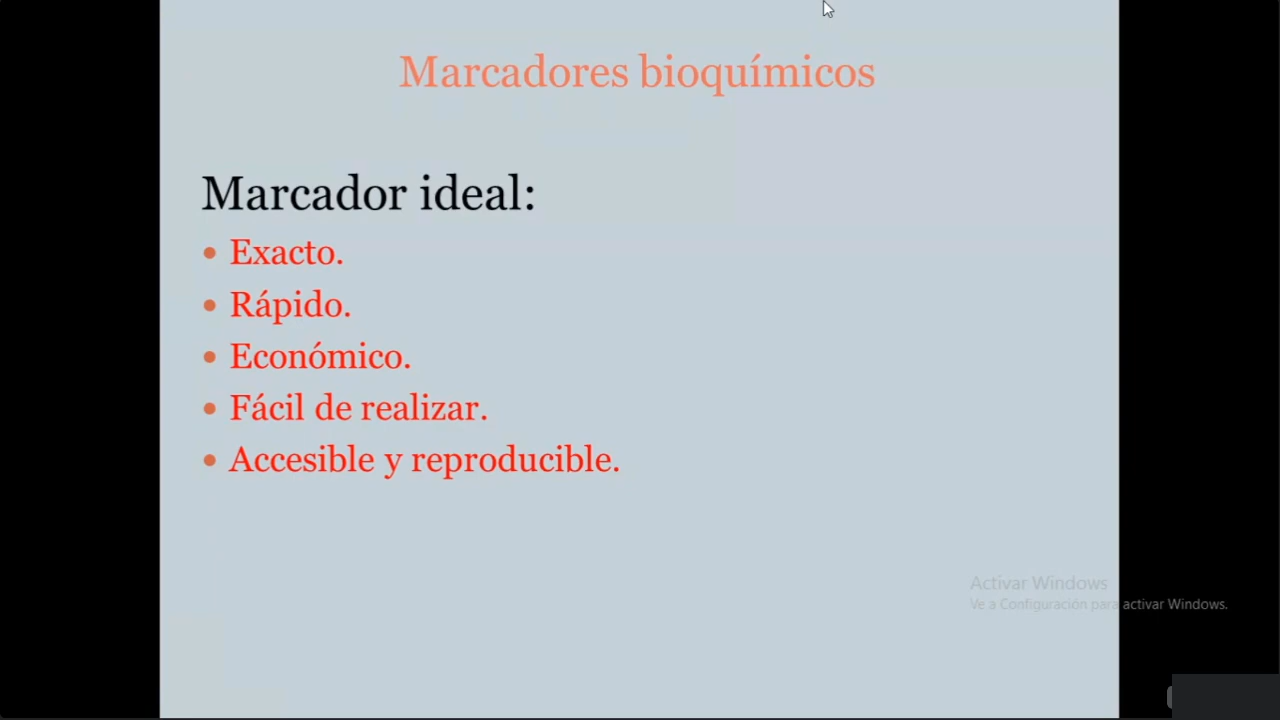 Marcadores bioquímicos
Marcador ideal:
• Exacto.
• Rápido.
• Económico.
• Fácil de realizar.
• Accesible y reproducible.
Activar Windows
Ve a Configuración para activar Windows.